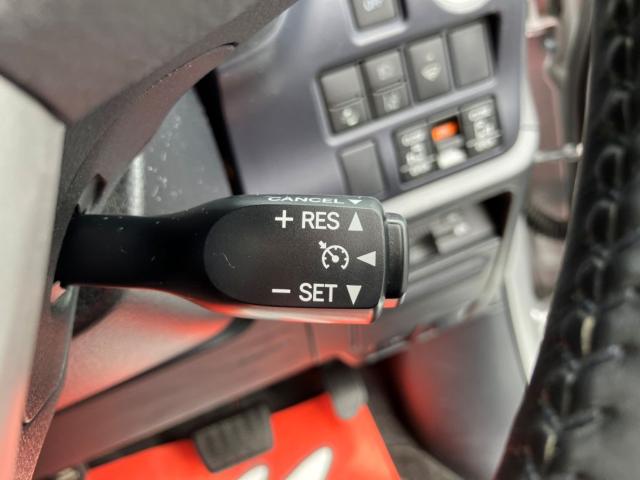 CANCEL ▼
+ RES ▲
◄
− SET ▼